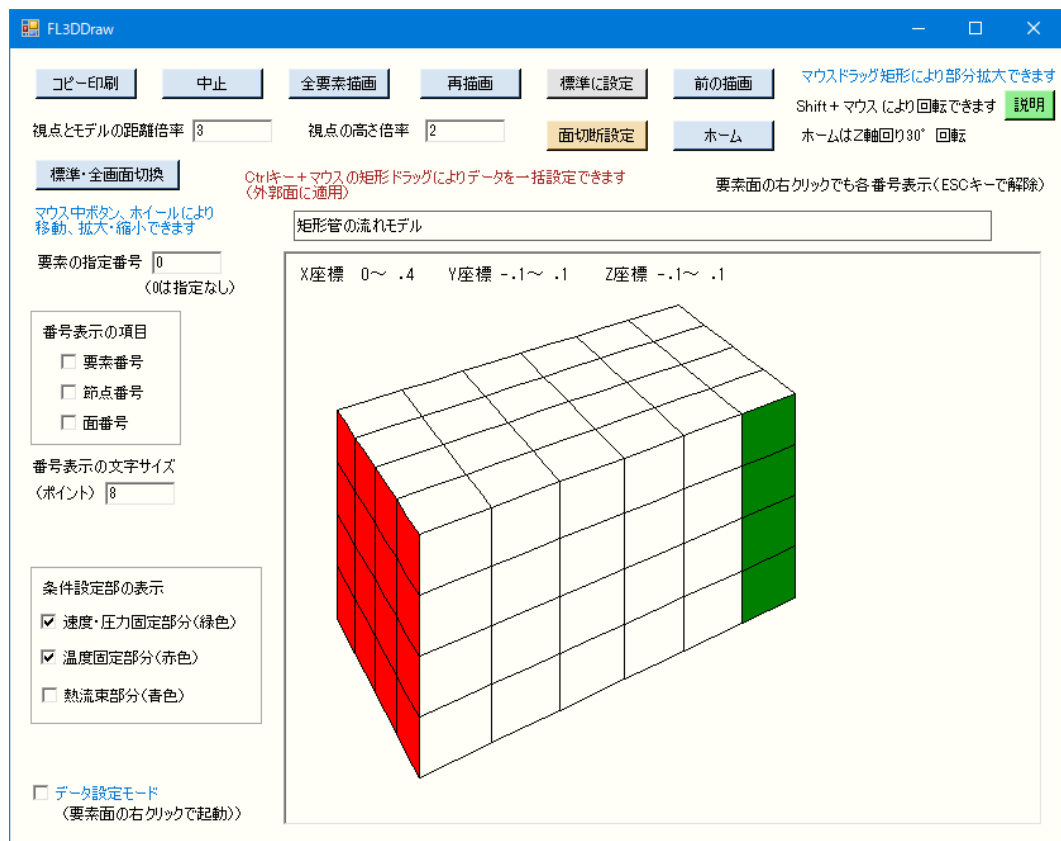 FL3DDraw
コピー印刷 中止 全要素描画 再描画 標準に設定 前の描画 マウスドラッグ矩形により部分拡大できます
Shift+マウスにより回転できます 説明
視点とモデルの距離倍率 3 視点の高さ倍率 2 面切断設定 ホーム ホームはZ軸回り30° 回転
標準・全画面切換 Ctrlキー+マウスの矩形ドラッグによりデータを一括設定できます
(外郭面に適用)
要素面の右クリックでも各番号表示(ESCキーで解除)
マウス中ボタン、ホイールにより
移動、拡大・縮小できます
矩形管の流れモデル
要素の指定番号 0
(0は指定なし)
X座標 0～ .4 Y座標 -.1～ .1 Z座標 -.1～ .1
番号表示の項目
要素番号
節点番号
面番号
番号表示の文字サイズ
(ポイント) 8
条件設定部の表示
速度・圧力固定部分(緑色)
温度固定部分(赤色)
熱流束部分(青色)
データ設定モード
(要素面の右クリックで起動))